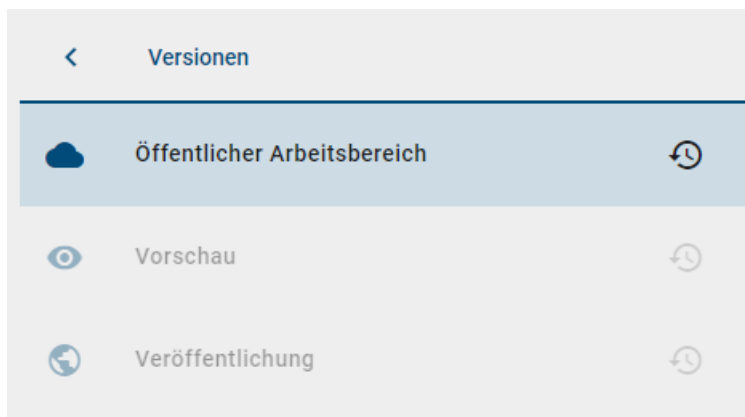 Versionen
Öffentlicher Arbeitsbereich
Vorschau
Veröffentlichung